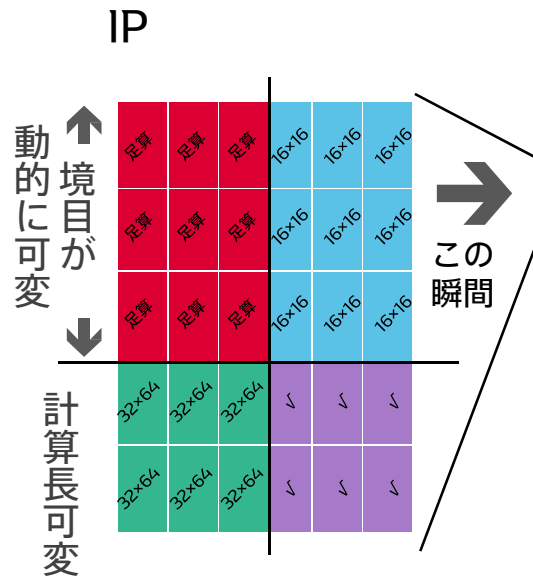 IP
境目が
動的に可変
足算 足算 足算 16×16 16×16 16×16
足算 足算 足算 16×16 16×16 16×16
足算 足算 足算 16×16 16×16 16×16
32×64 32×64 32×64 √ √ √
32×64 32×64 32×64 √ √ √
この
瞬間
計算長可変